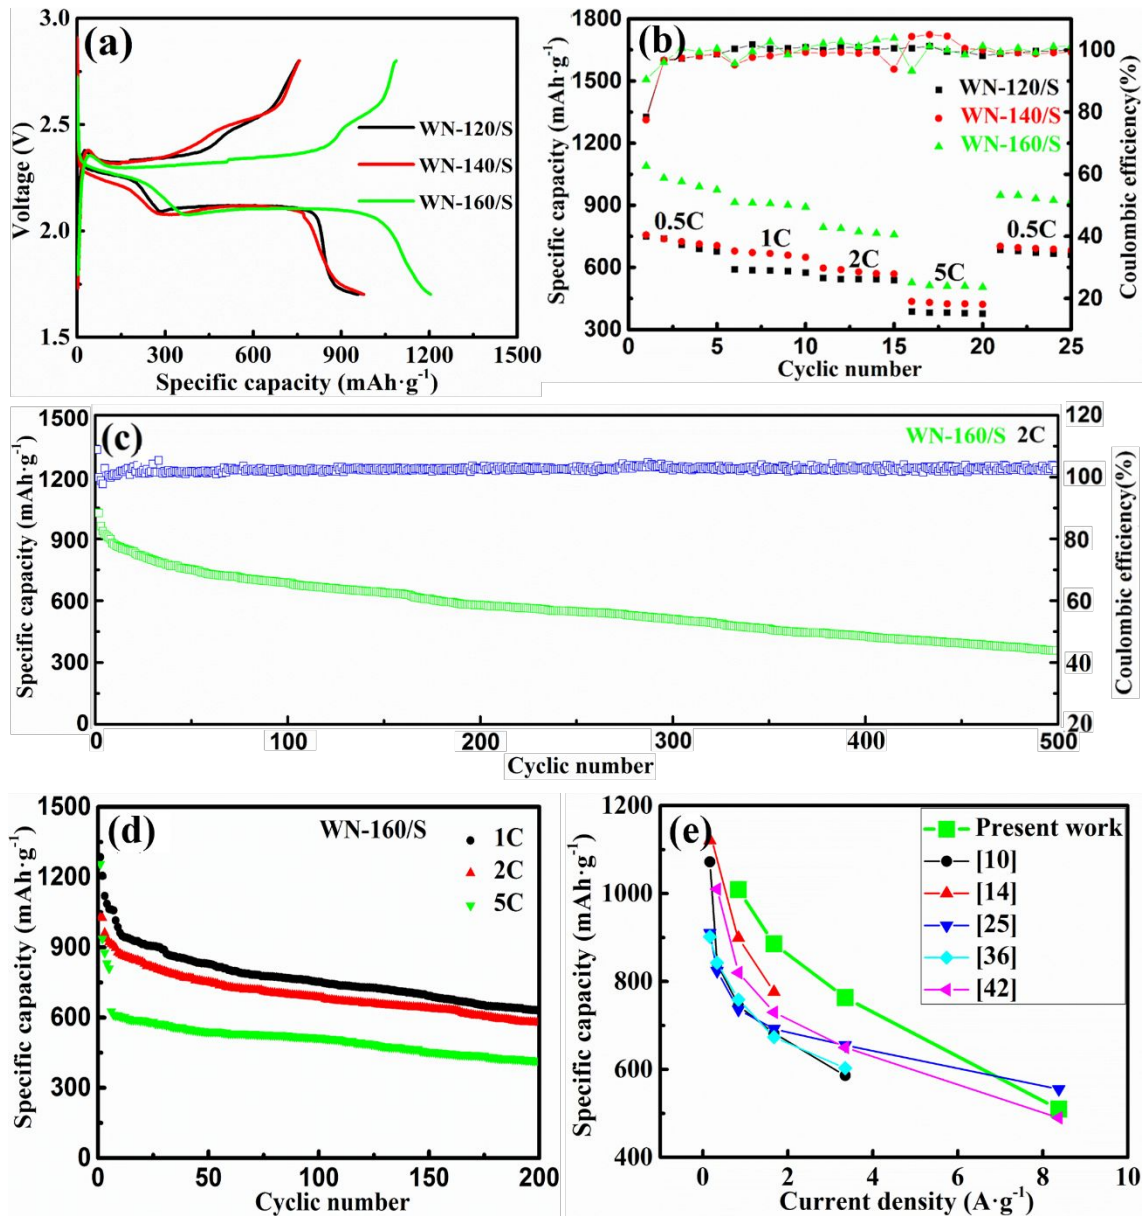 (a)
3.0
2.5
2.0
1.5
Voltage (V)
WN-120/S
WN-140/S
WN-160/S
0 300 600 900 1200 1500
Specific capacity (mAh·g⁻¹)
(b)
1800
1500
1200
900
600
300
Specific capacity (mAh·g⁻¹)
WN-120/S
WN-140/S
WN-160/S
0.5C
1C
2C
5C
0.5C
100
80
60
40
20
Coulombic efficiency(%)
0 5 10 15 20 25
Cyclic number
(c)
WN-160/S 2C
1500
1200
900
600
300
0
Specific capacity (mAh·g⁻¹)
120
100
80
60
40
20
Coulombic efficiency(%)
0 100 200 300 400 500
Cyclic number
(d)
WN-160/S
1C
2C
5C
1500
1200
900
600
300
0
Specific capacity (mAh·g⁻¹)
0 50 100 150 200
Cyclic number
(e)
1200
1000
800
600
400
Specific capacity (mAh·g⁻¹)
Present work
[10]
[14]
[25]
[36]
[42]
0 2 4 6 8 10
Current density (A·g⁻¹)